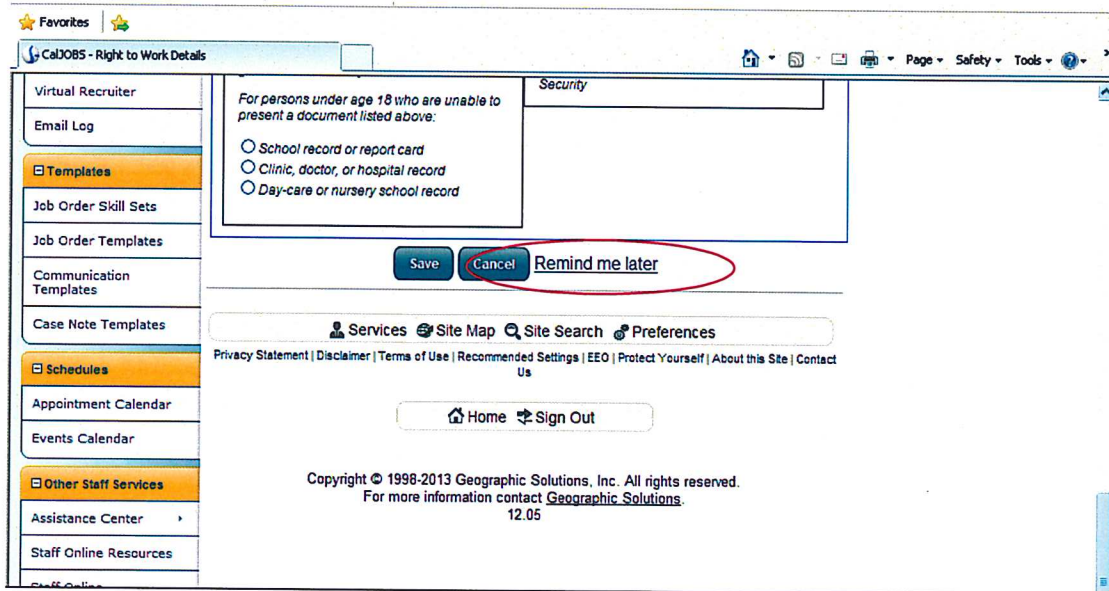 Favorites
CalJOBS - Right to Work Details
Page Safety Tools
Virtual Recruiter
Email Log
Templates
Job Order Skill Sets
Job Order Templates
Communication
Templates
Case Note Templates
Schedules
Appointment Calendar
Events Calendar
Other Staff Services
Assistance Center
Staff Online Resources
Staff Online
For persons under age 18 who are unable to
present a document listed above:
School record or report card
Clinic, doctor, or hospital record
Day-care or nursery school record
Security
Save Cancel Remind me later
Services Site Map Site Search Preferences
Privacy Statement | Disclaimer | Terms of Use | Recommended Settings | EEO | Protect Yourself | About this Site | Contact
Us
Home Sign Out
Copyright © 1998-2013 Geographic Solutions, Inc. All rights reserved.
For more information contact Geographic Solutions.
12.05